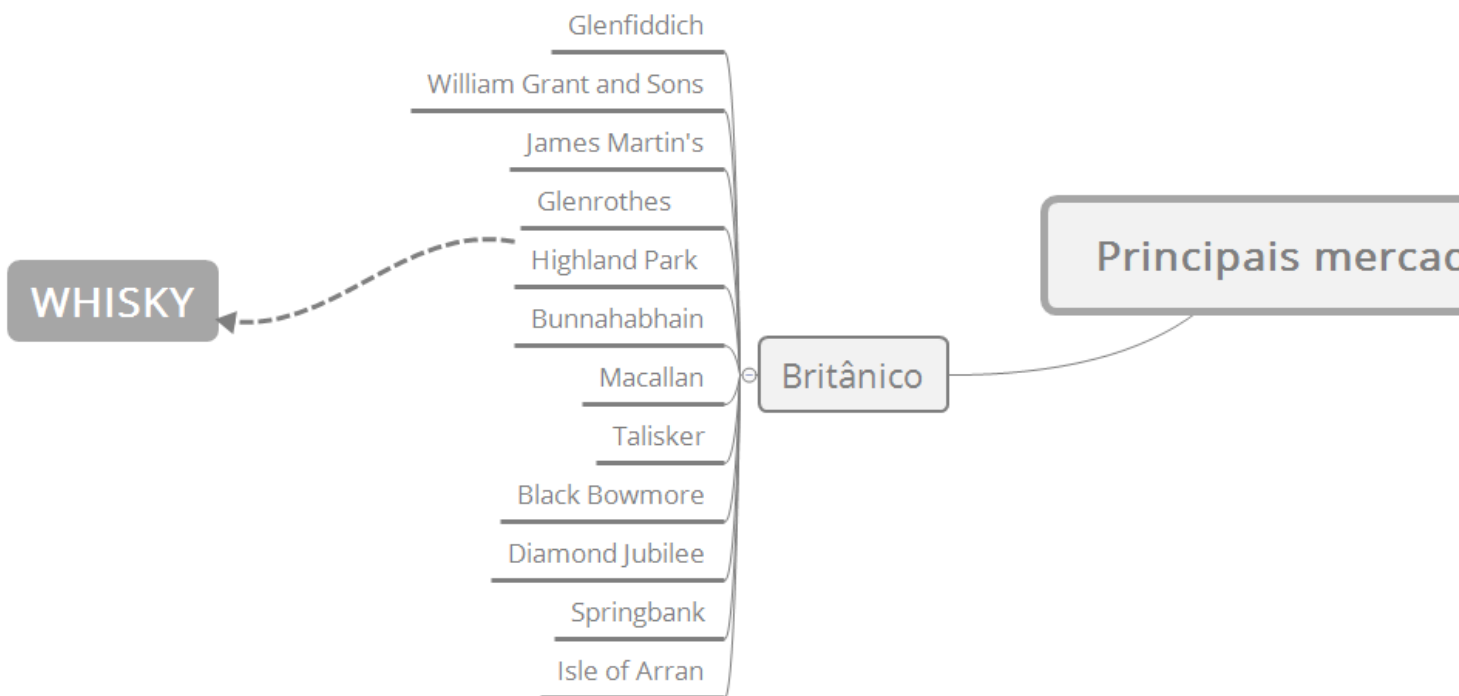 Glenfiddich
William Grant and Sons
James Martin's
Glenrothes
Highland Park
WHISKY
Bunnahabhain
Macallan
Talisker
Black Bowmore
Diamond Jubilee
Springbank
Isle of Arran
Britânico
Principais